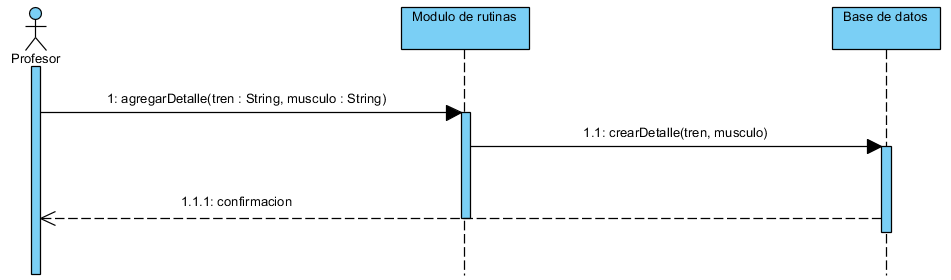 Modulo de rutinas
Base de datos
Profesor
1: agregarDetalle(tren : String, musculo : String)
1.1: crearDetalle(tren, musculo)
1.1.1: confirmacion